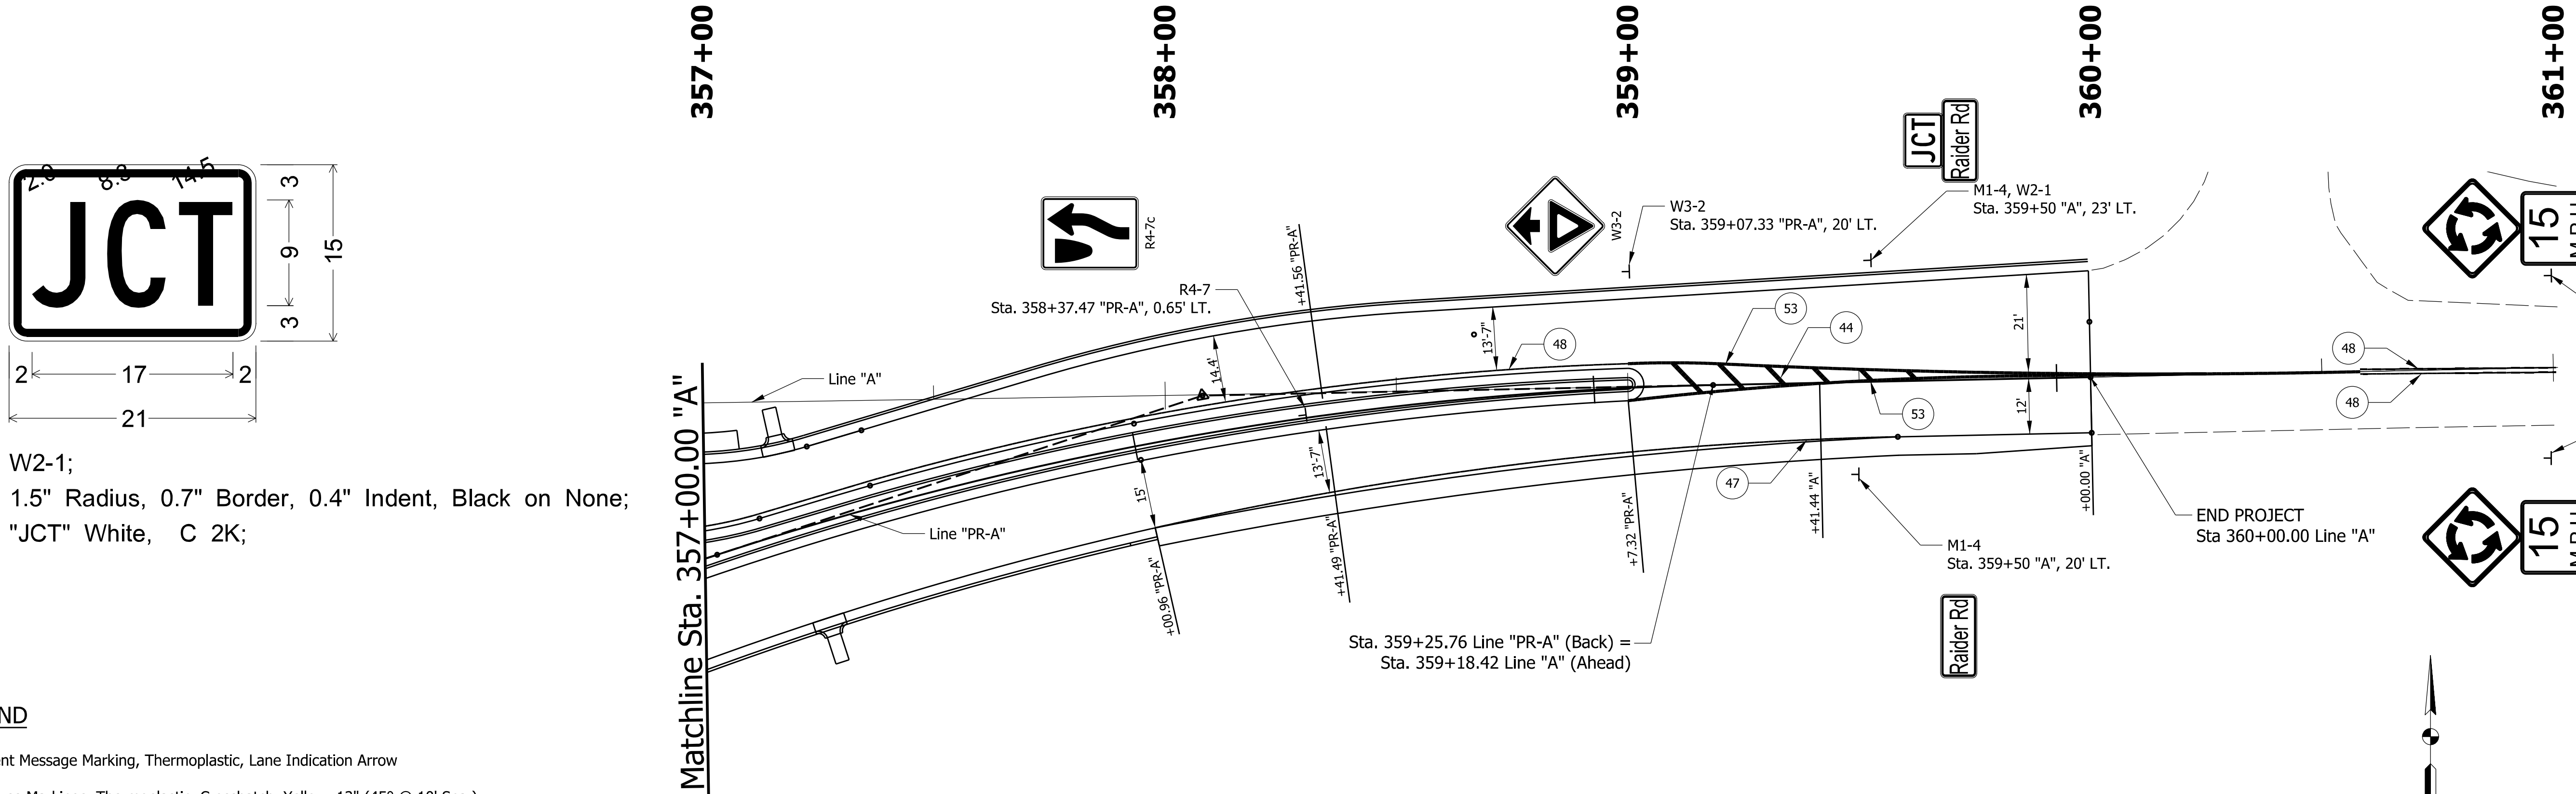 357+00
358+00
359+00
360+00
361+00
2.0 8.3 14.5
JCT
3
9
3
15
2
17
2
21
W2-1;
1.5" Radius, 0.7" Border, 0.4" Indent, Black on None;
"JCT" White, C 2K;
ND
nt Message Marking, Thermoplastic, Lane Indication Arrow
Matchline Sta. 357+00.00 "A"
Line "A"
Line "PR-A"
R4-7c
R4-7
Sta. 358+37.47 "PR-A", 0.65' LT.
+41.56 "PR-A"
14.4'
15'
+00.96 "PR-A"
13'-7"
+41.49 "PR-A"
13'-7"
48
W3-2
W3-2
Sta. 359+07.33 "PR-A", 20' LT.
JCT
Raider Rd
M1-4, W2-1
Sta. 359+50 "A", 23' LT.
53
44
53
47
21'
12'
+7.32 "PR-A"
+41.44 "A"
+00.00 "A"
Sta. 359+25.76 Line "PR-A" (Back) =
Sta. 359+18.42 Line "A" (Ahead)
M1-4
Sta. 359+50 "A", 20' LT.
Raider Rd
END PROJECT
Sta 360+00.00 Line "A"
48
48
15
15